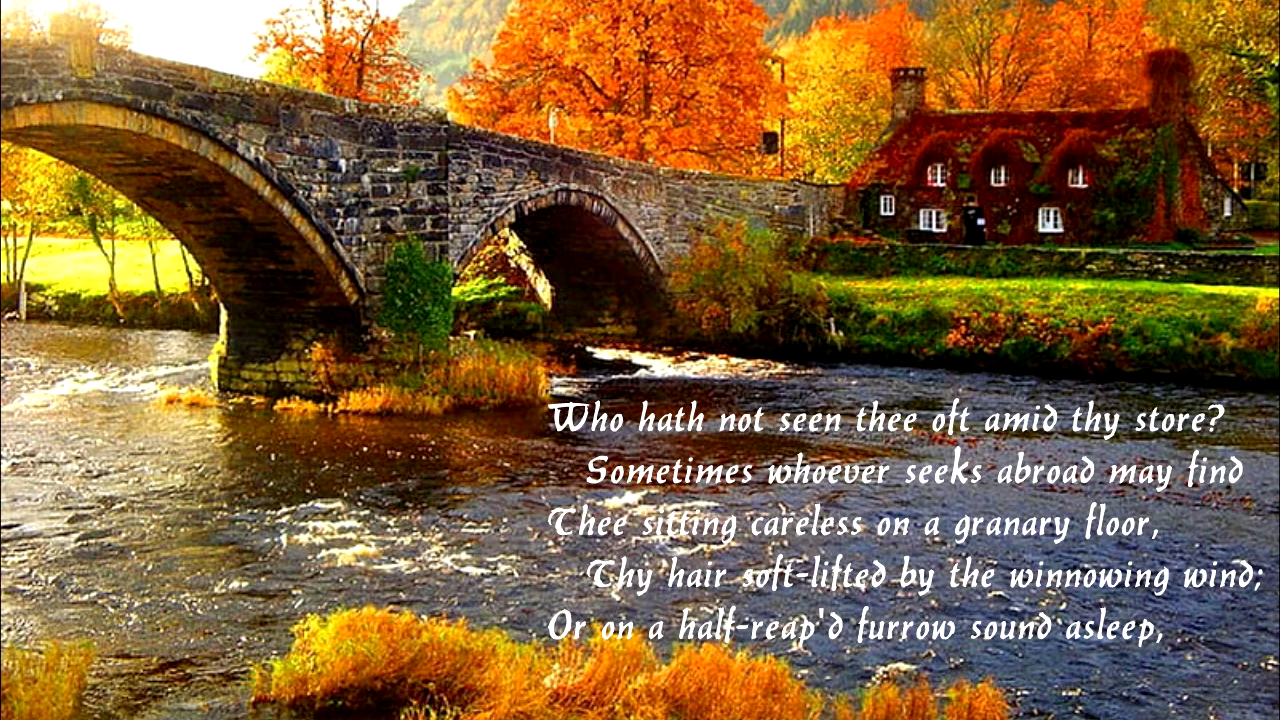 Who hath not seen thee oft amid thy store?
Sometimes whoever seeks abroad may find
Thee sitting careless on a granary floor,
Thy hair soft-lifted by the winnowing wind;
Or on a half-reap'd furrow sound asleep,